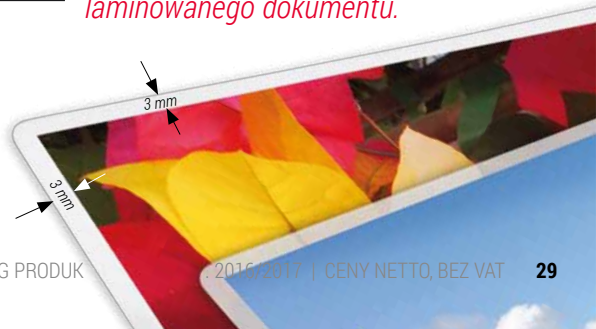 laminowanego dokumentu.
3 mm
3 mm
G PRODUK 2016/2017 | CENY NETTO, BEZ VAT 29